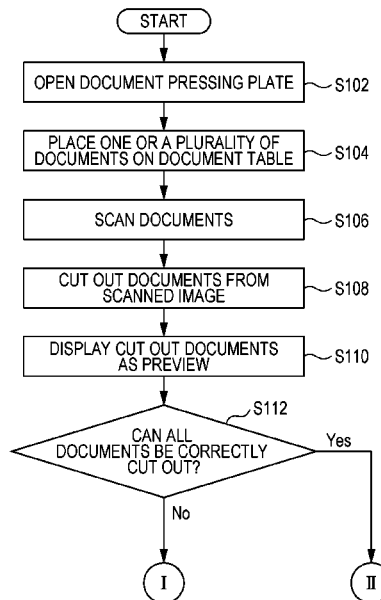 START
OPEN DOCUMENT PRESSING PLATE
S102
PLACE ONE OR A PLURALITY OF
DOCUMENTS ON DOCUMENT TABLE
S104
SCAN DOCUMENTS
S106
CUT OUT DOCUMENTS FROM
SCANNED IMAGE
S108
DISPLAY CUT OUT DOCUMENTS
AS PREVIEW
S110
S112
CAN ALL
DOCUMENTS BE CORRECTLY
CUT OUT?
Yes
No
I
II